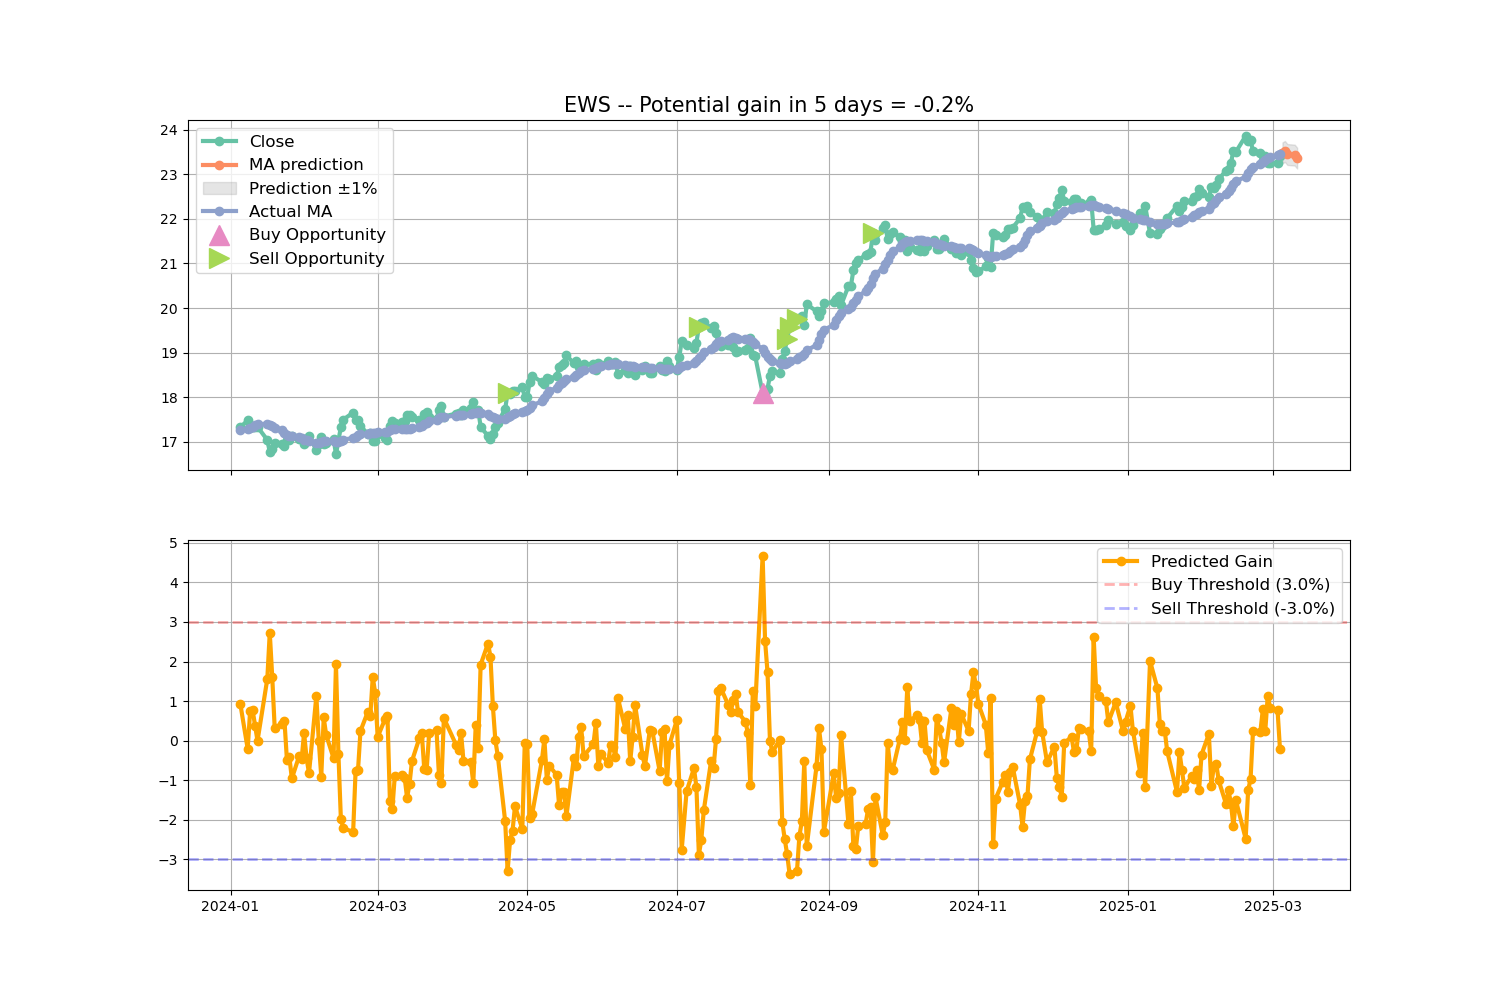 EWS -- Potential gain in 5 days = -0.2%
24
23
22
21
20
19
18
17
Close
MA prediction
Prediction ±1%
Actual MA
Buy Opportunity
Sell Opportunity
5
4
3
2
1
0
−1
−2
−3
Predicted Gain
Buy Threshold (3.0%)
Sell Threshold (-3.0%)
2024-01
2024-03
2024-05
2024-07
2024-09
2024-11
2025-01
2025-03